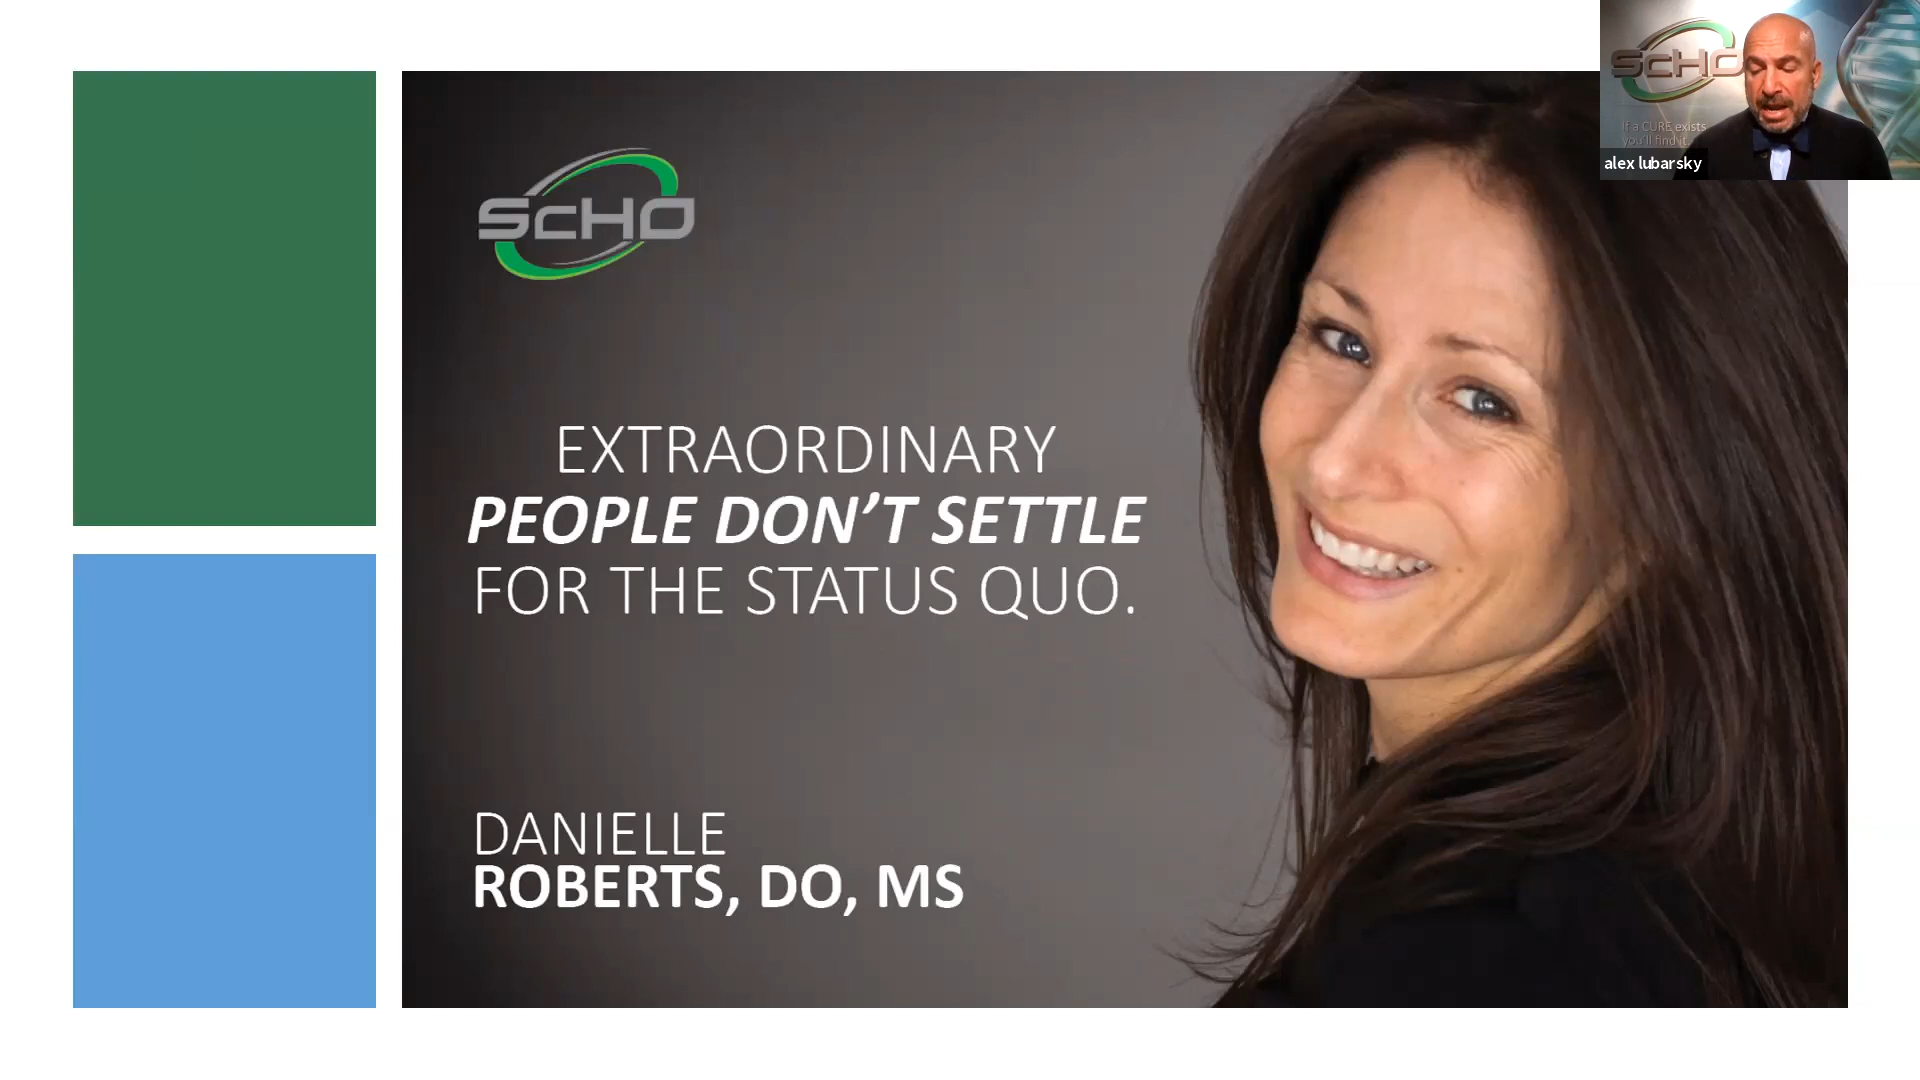 SCHO
EXTRAORDINARY
PEOPLE DON'T SETTLE
FOR THE STATUS QUO.
DANIELLE
ROBERTS, DO, MS
SCHO
If a CURE exists
you'll find it.
alex lubarsky